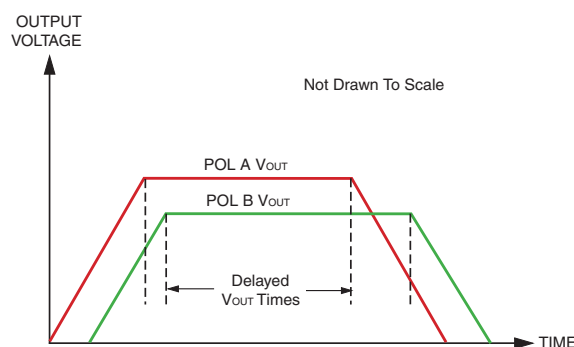 OUTPUT
VOLTAGE
Not Drawn To Scale
POL A VOUT
POL B VOUT
Delayed
VOUT Times
TIME